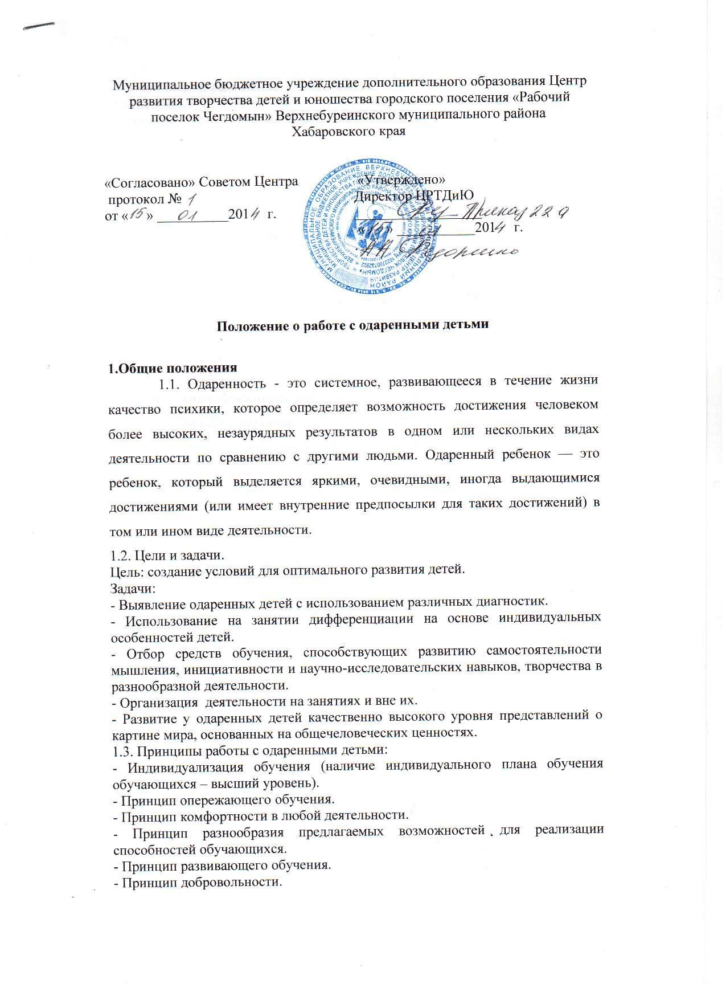 Муниципальное бюджетное учреждение дополнительного образования Центр
развития творчества детей и юношества городского поселения «Рабочий
поселок Чегдомын» Верхнебуреинского муниципального района
Хабаровского края
«Согласовано» Советом Центра
протокол № 1
от «15» 01 2014 г.
«Утверждено»
Директор ЦРТДиЮ
Приказ 22 а
«15» 01 2014 г.
Положение о работе с одаренными детьми
1.Общие положения
1.1. Одаренность - это системное, развивающееся в течение жизни
качество психики, которое определяет возможность достижения человеком
более высоких, незаурядных результатов в одном или нескольких видах
деятельности по сравнению с другими людьми. Одаренный ребенок — это
ребенок, который выделяется яркими, очевидными, иногда выдающимися
достижениями (или имеет внутренние предпосылки для таких достижений) в
том или ином виде деятельности.
1.2. Цели и задачи.
Цель: создание условий для оптимального развития детей.
Задачи:
- Выявление одаренных детей с использованием различных диагностик.
- Использование на занятии дифференциации на основе индивидуальных
особенностей детей.
- Отбор средств обучения, способствующих развитию самостоятельности
мышления, инициативности и научно-исследовательских навыков, творчества в
разнообразной деятельности.
- Организация деятельности на занятиях и вне их.
- Развитие у одаренных детей качественно высокого уровня представлений о
картине мира, основанных на общечеловеческих ценностях.
1.3. Принципы работы с одаренными детьми:
- Индивидуализация обучения (наличие индивидуального плана обучения
обучающихся – высший уровень).
- Принцип опережающего обучения.
- Принцип комфортности в любой деятельности.
- Принцип разнообразия предлагаемых возможностей для реализации
способностей обучающихся.
- Принцип развивающего обучения.
- Принцип добровольности.